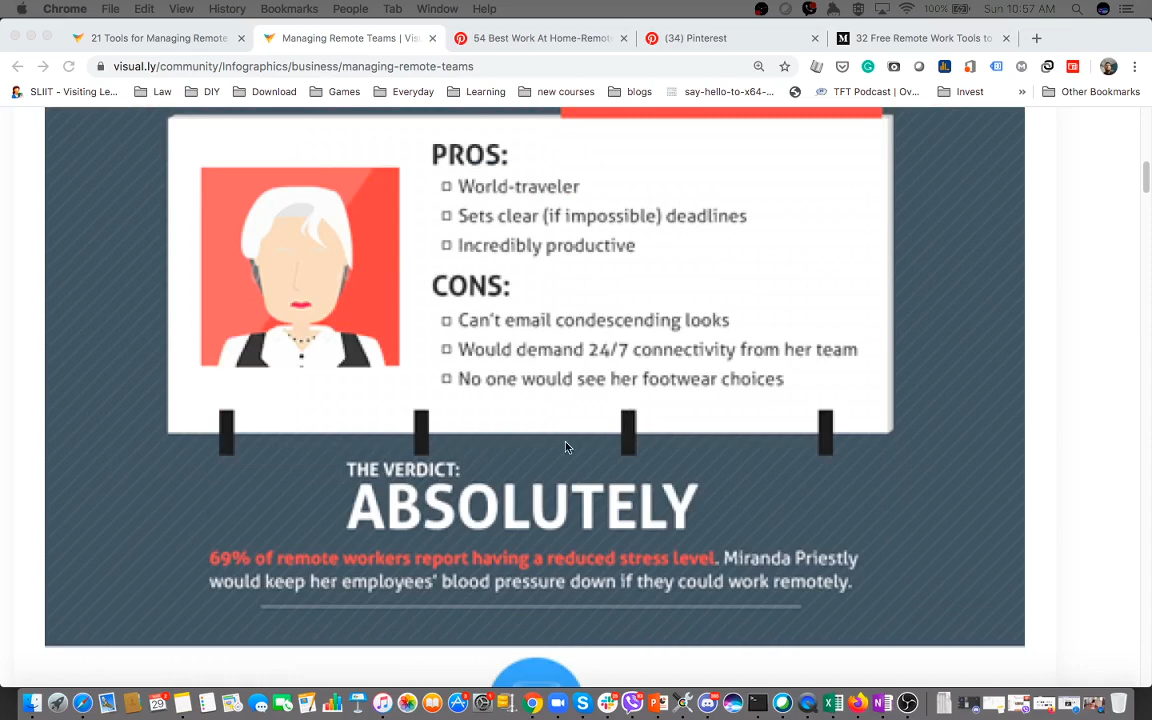 Chrome File Edit View History Bookmarks People Tab Window Help 100% Sun 10:57 AM
21 Tools for Managing Remote
Managing Remote Teams | Vis
54 Best Work At Home-Remot
(34) Pinterest
32 Free Remote Work Tools to
visual.ly/community/Infographics/business/managing-remote-teams
SLIIT - Visiting Le... Law DIY Download Games Everyday Learning new courses blogs say-hello-to-x64-... TFT Podcast | Ov... Invest » Other Bookmarks
PROS:
World-traveler
Sets clear (if impossible) deadlines
Incredibly productive
CONS:
Can't email condescending looks
Would demand 24/7 connectivity from her team
No one would see her footwear choices
THE VERDICT:
ABSOLUTELY
69% of remote workers report having a reduced stress level. Miranda Priestly
would keep her employees' blood pressure down if they could work remotely.